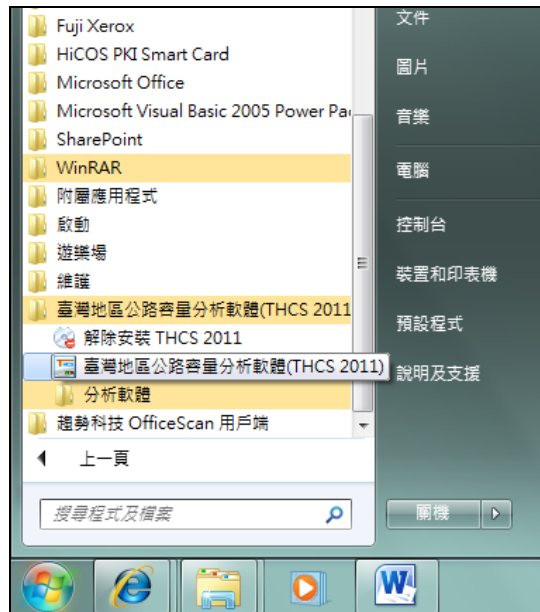 Fuji Xerox
HiCOS PKI Smart Card
Microsoft Office
Microsoft Visual Basic 2005 Power Pa
SharePoint
WinRAR
附屬應用程式
啟動
遊樂場
維護
臺灣地區公路容量分析軟體(THCS 2011
解除安裝 THCS 2011
臺灣地區公路容量分析軟體(THCS 2011)
分析軟體
趨勢科技 OfficeScan 用戶端
上一頁
搜尋程式及檔案
文件
圖片
音樂
電腦
控制台
裝置和印表機
預設程式
說明及支援
關機